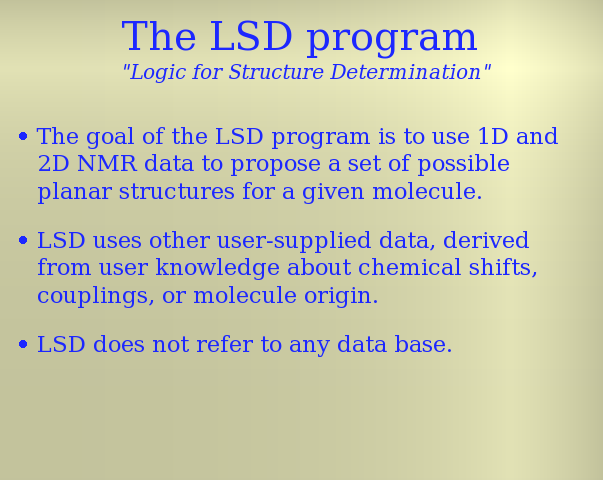 The LSD program
"Logic for Structure Determination"
• The goal of the LSD program is to use 1D and
2D NMR data to propose a set of possible
planar structures for a given molecule.
• LSD uses other user-supplied data, derived
from user knowledge about chemical shifts,
couplings, or molecule origin.
• LSD does not refer to any data base.